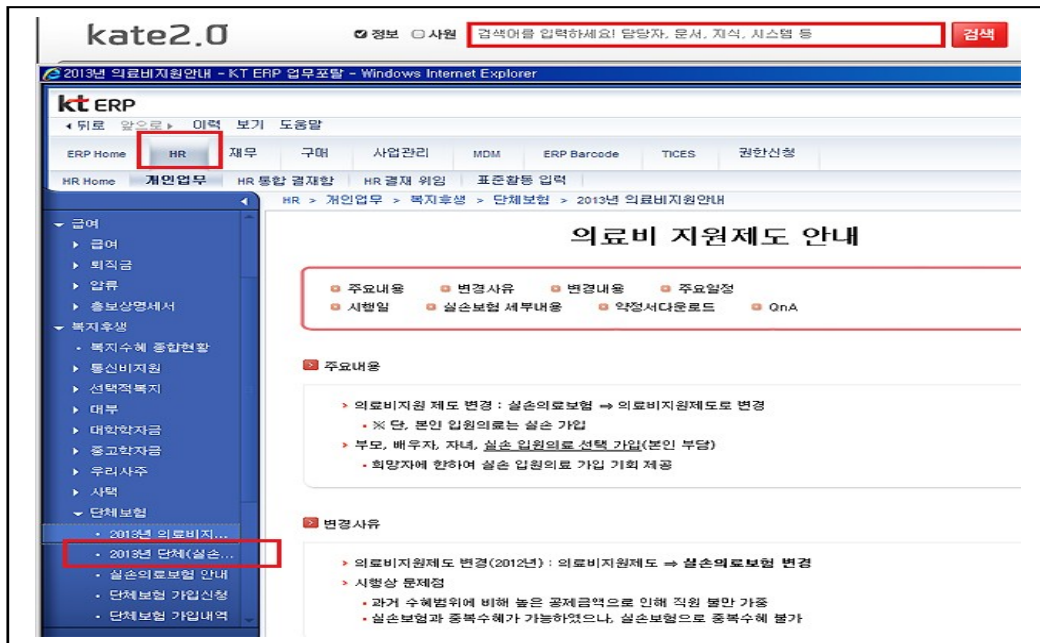 kate2.0
정보 사원 검색어를 입력하세요! 담당자, 문서, 지식, 시스템 등 검색
2013년 의료비지원안내 - KT ERP 업무포탈 - Windows Internet Explorer
kt ERP
뒤로 앞으로 이력 보기 도움말
ERP Home HR 재무 구매 사업관리 MDM ERP Barcode TICES 권한신청
HR Home 개인업무 HR 통합 결재함 HR 결재 위임 표준활동 입력
HR > 개인업무 > 복지후생 > 단체보험 > 2013년 의료비지원안내
급여
급여
퇴직금
압류
총보상명세서
복지후생
복지수혜 종합현황
통신비지원
선택적복지
대부
대학학자금
중고학자금
우리사주
사택
단체보험
2013년 의료비지...
2013년 단체(실손...
실손의료보험 안내
단체보험 가입신청
단체보험 가입내역
의료비 지원제도 안내
주요내용 변경사유 변경내용 주요일정
시행일 실손보험 세부내용 약정서다운로드 QnA
주요내용
> 의료비지원 제도 변경 : 실손의료보험 ⇒ 의료비지원제도로 변경
• ※ 단, 본인 입원의료는 실손 가입
> 부모, 배우자, 자녀, 실손 입원의료 선택 가입(본인 부담)
• 희망자에 한하여 실손 입원의료 가입 기회 제공
변경사유
> 의료비지원제도 변경(2012년) : 의료비지원제도 ⇒ 실손의료보험 변경
> 시행상 문제점
• 과거 수혜범위에 비해 높은 공제금액으로 인해 직원 불만 가중
• 실손보험과 중복수혜가 가능하였으나, 실손보험으로 중복수혜 불가